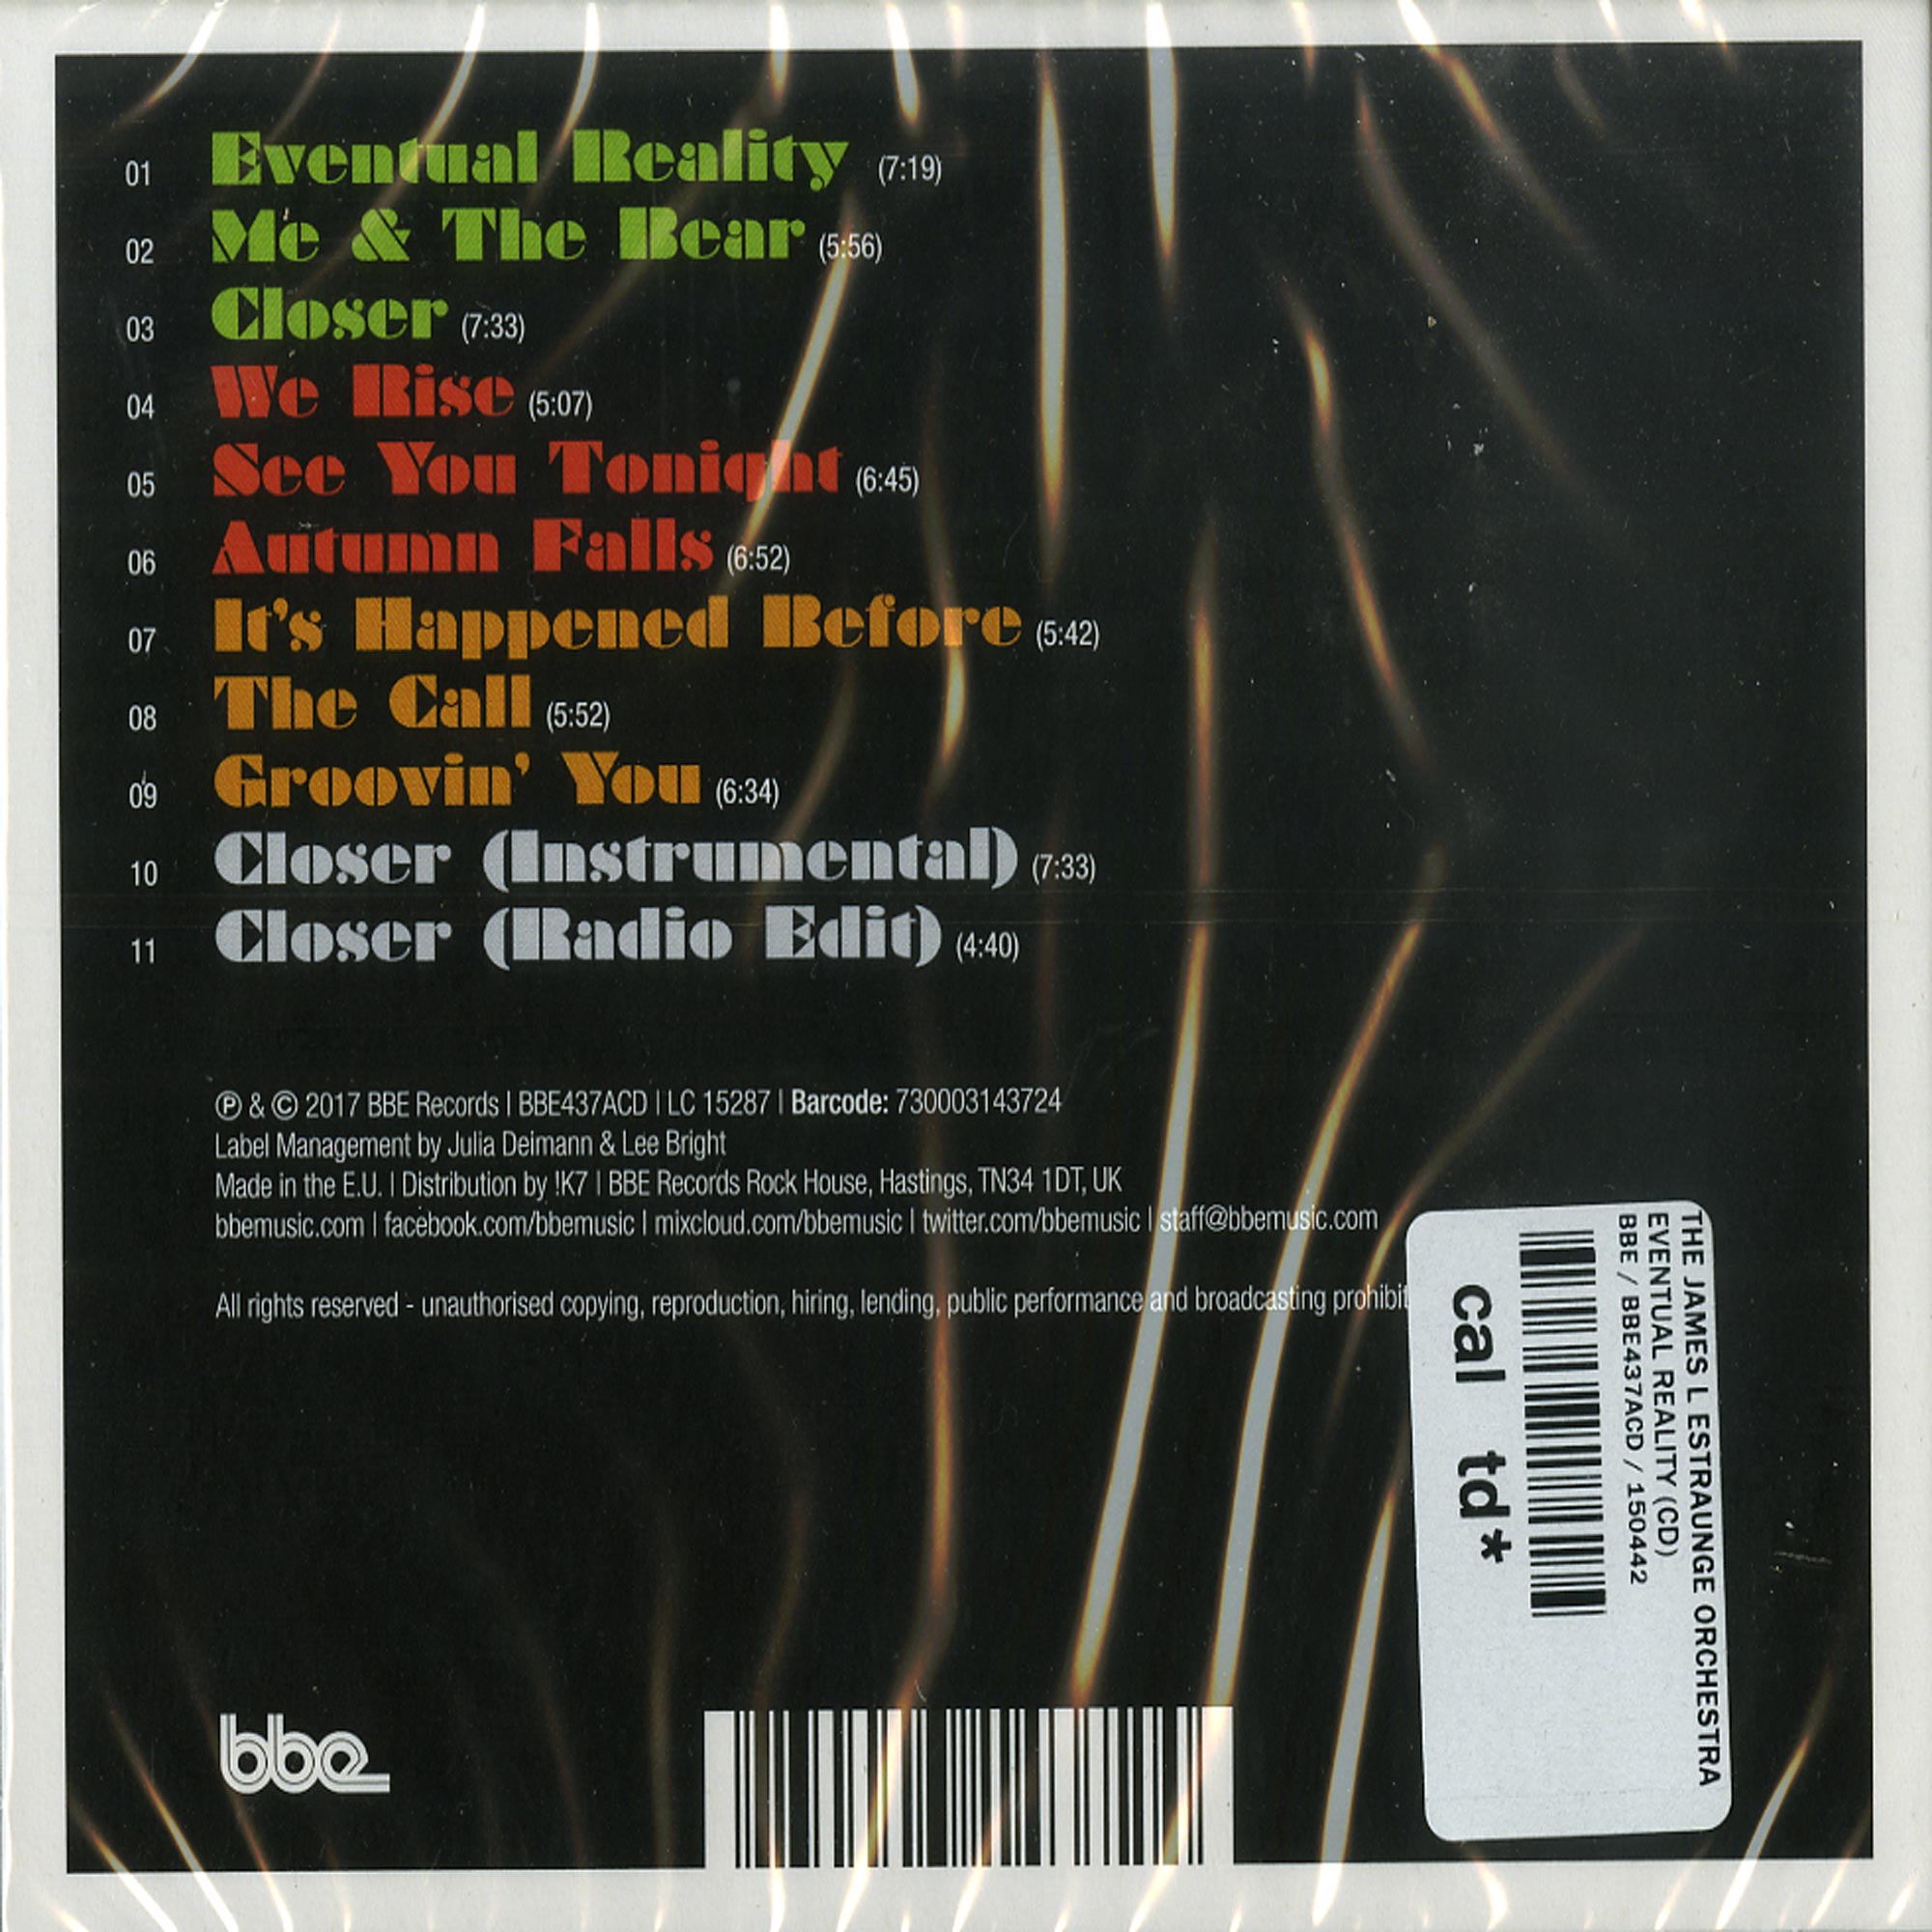 01 Eventual Reality (7:19)
02 Me & The Bear (5:56)
03 Closer (7:33)
04 We Rise (5:07)
05 See You Tonight (6:45)
06 Autumn Falls (6:52)
07 It's Happened Before (5:42)
08 The Call (5:52)
09 Groovin' You (6:34)
10 Closer (Instrumental) (7:33)
11 Closer (Radio Edit) (4:40)
℗ & © 2017 BBE Records | BBE437ACD | LC 15287 | Barcode: 730003143724
Label Management by Julia Deimann & Lee Bright
Made in the E.U. | Distribution by !K7 | BBE Records Rock House, Hastings, TN34 1DT, UK
bbemusic.com | facebook.com/bbemusic | mixcloud.com/bbemusic | twitter.com/bbemusic | staff@bbemusic.com
All rights reserved - unauthorised copying, reproduction, hiring, lending, public performance and broadcasting prohibit
THE JAMES L ESTRAUNGE ORCHESTRA
EVENTUAL REALITY (CD)
BBE / BBE437ACD / 150442
cal td*
bbe